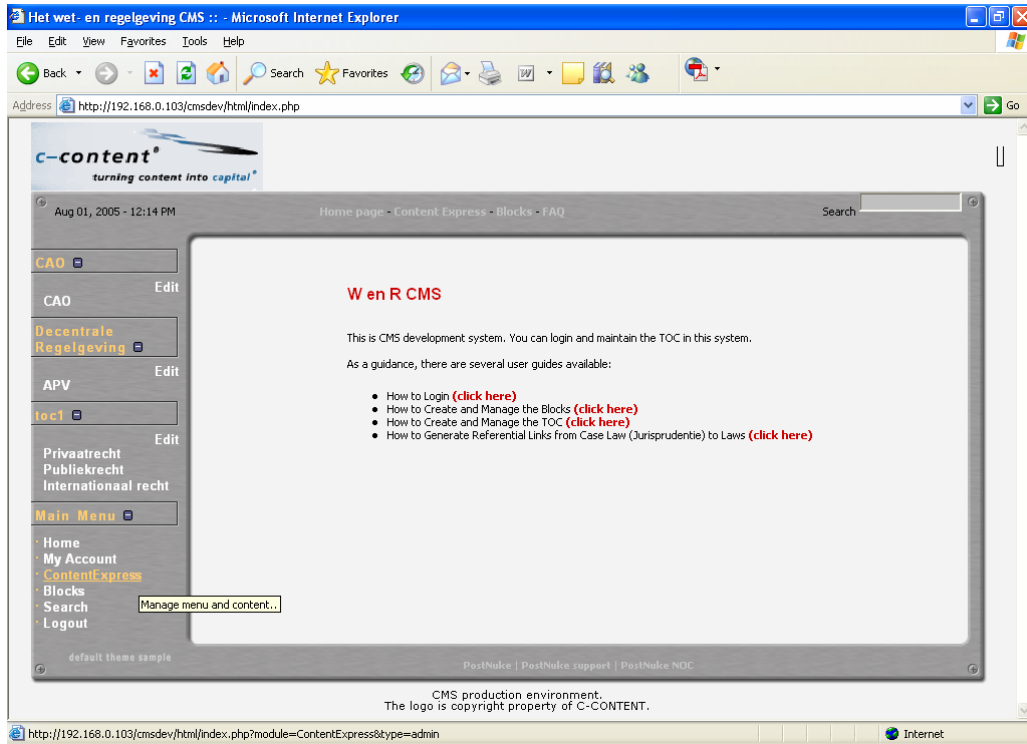 Het wet- en regelgeving CMS :: - Microsoft Internet Explorer
File Edit View Favorites Tools Help
Back Search Favorites
Address http://192.168.0.103/cmsdev/html/index.php Go
c-content®
turning content into capital®
Aug 01, 2005 - 12:14 PM Home page - Content Express - Blocks - FAQ Search
CAO
Edit
CAO
Decentrale
Regelgeving
Edit
APV
toc1
Edit
Privaatrecht
Publiekrecht
Internationaal recht
Main Menu
· Home
· My Account
· ContentExpress
· Blocks
· Search
· Logout
Manage menu and content..
default theme sample
W en R CMS
This is CMS development system. You can login and maintain the TOC in this system.
As a guidance, there are several user guides available:
• How to Login (click here)
• How to Create and Manage the Blocks (click here)
• How to Create and Manage the TOC (click here)
• How to Generate Referential Links from Case Law (Jurisprudentie) to Laws (click here)
PostNuke | PostNuke support | PostNuke NOC
CMS production environment.
The logo is copyright property of C-CONTENT.
http://192.168.0.103/cmsdev/html/index.php?module=ContentExpress&type=admin Internet